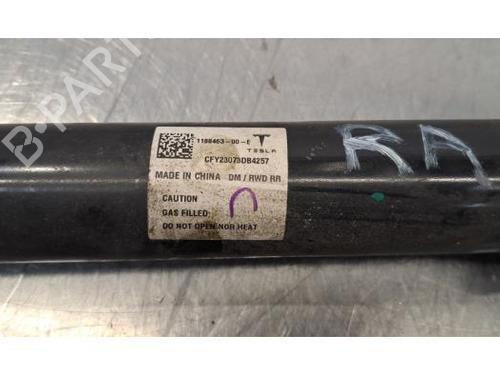 1188463-00-E
TESLA
CFY23073DB4257
MADE IN CHINA DM / RWD RR
CAUTION
GAS FILLED:
DO NOT OPEN NOR HEAT
RA
B-PARTS